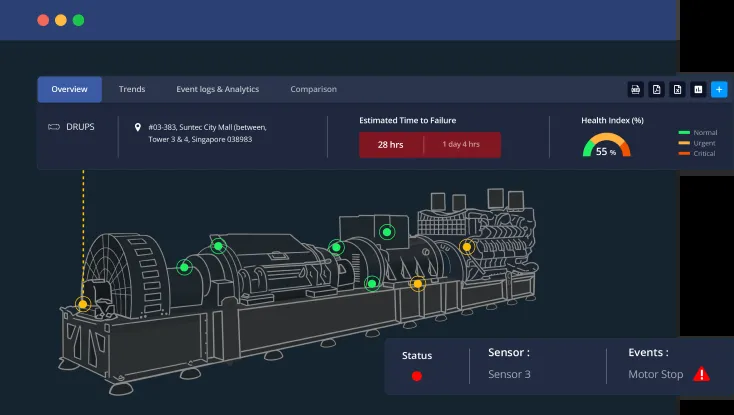 Overview
Trends
Event logs & Analytics
Comparison
DRUPS
#03-383, Suntec City Mall (between,
Tower 3 & 4, Singapore 038983
Estimated Time to Failure
28 hrs
1 day 4 hrs
Health Index (%)
55 %
Normal
Urgent
Critical
Status
Sensor :
Sensor 3
Events :
Motor Stop